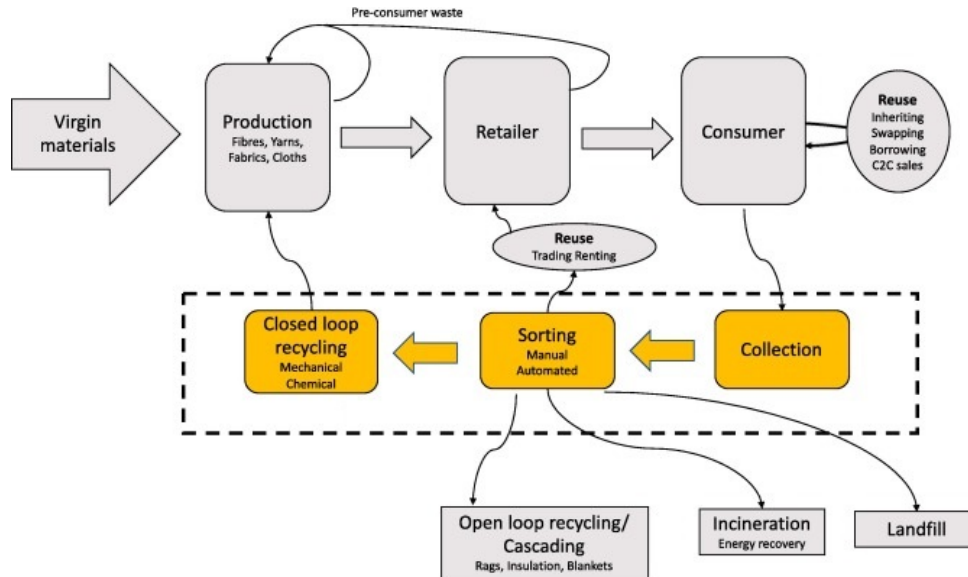 Pre-consumer waste
Virgin
materials
Production
Fibres, Yarns,
Fabrics, Cloths
Retailer
Consumer
Reuse
Inheriting
Swapping
Borrowing
C2C sales
Reuse
Trading Renting
Closed loop
recycling
Mechanical
Chemical
Sorting
Manual
Automated
Collection
Open loop recycling/
Cascading
Rags, Insulation, Blankets
Incineration
Energy recovery
Landfill